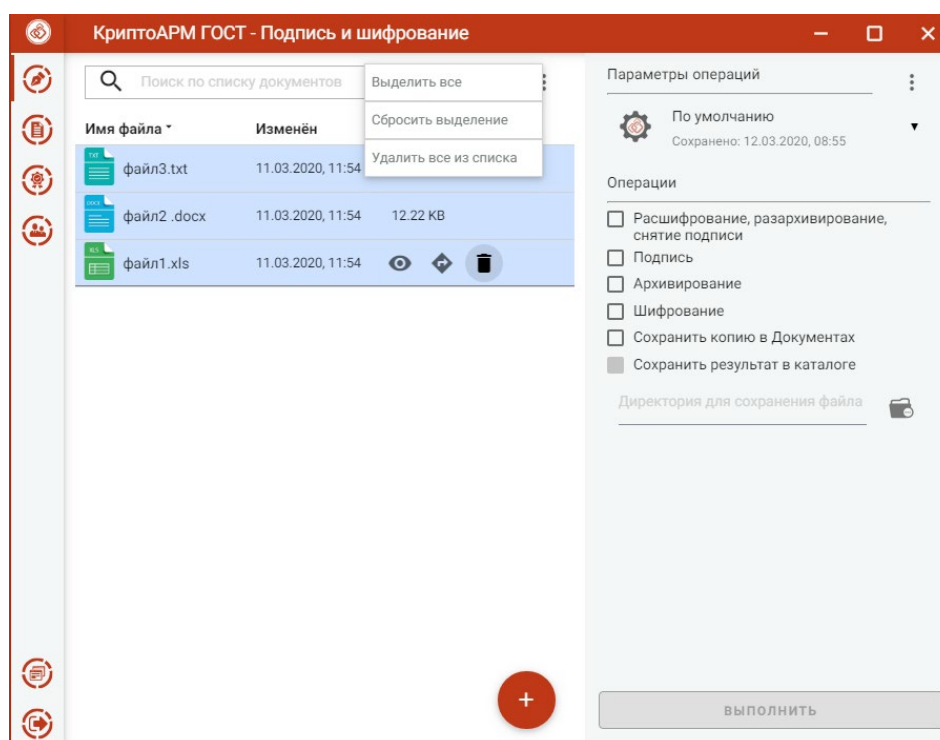 КриптоАРМ ГОСТ - Подпись и шифрование
Поиск по списку документов
Выделить все
Сбросить выделение
Удалить все из списка
Имя файла
Изменён
TXT
файл3.txt
11.03.2020, 11:54
DOCX
файл2 .docx
11.03.2020, 11:54
12.22 KB
XLS
файл1.xls
11.03.2020, 11:54
+
Параметры операций
По умолчанию
Сохранено: 12.03.2020, 08:55
Операции
Расшифрование, разархивирование,
снятие подписи
Подпись
Архивирование
Шифрование
Сохранить копию в Документах
Сохранить результат в каталоге
Директория для сохранения файла
ВЫПОЛНИТЬ